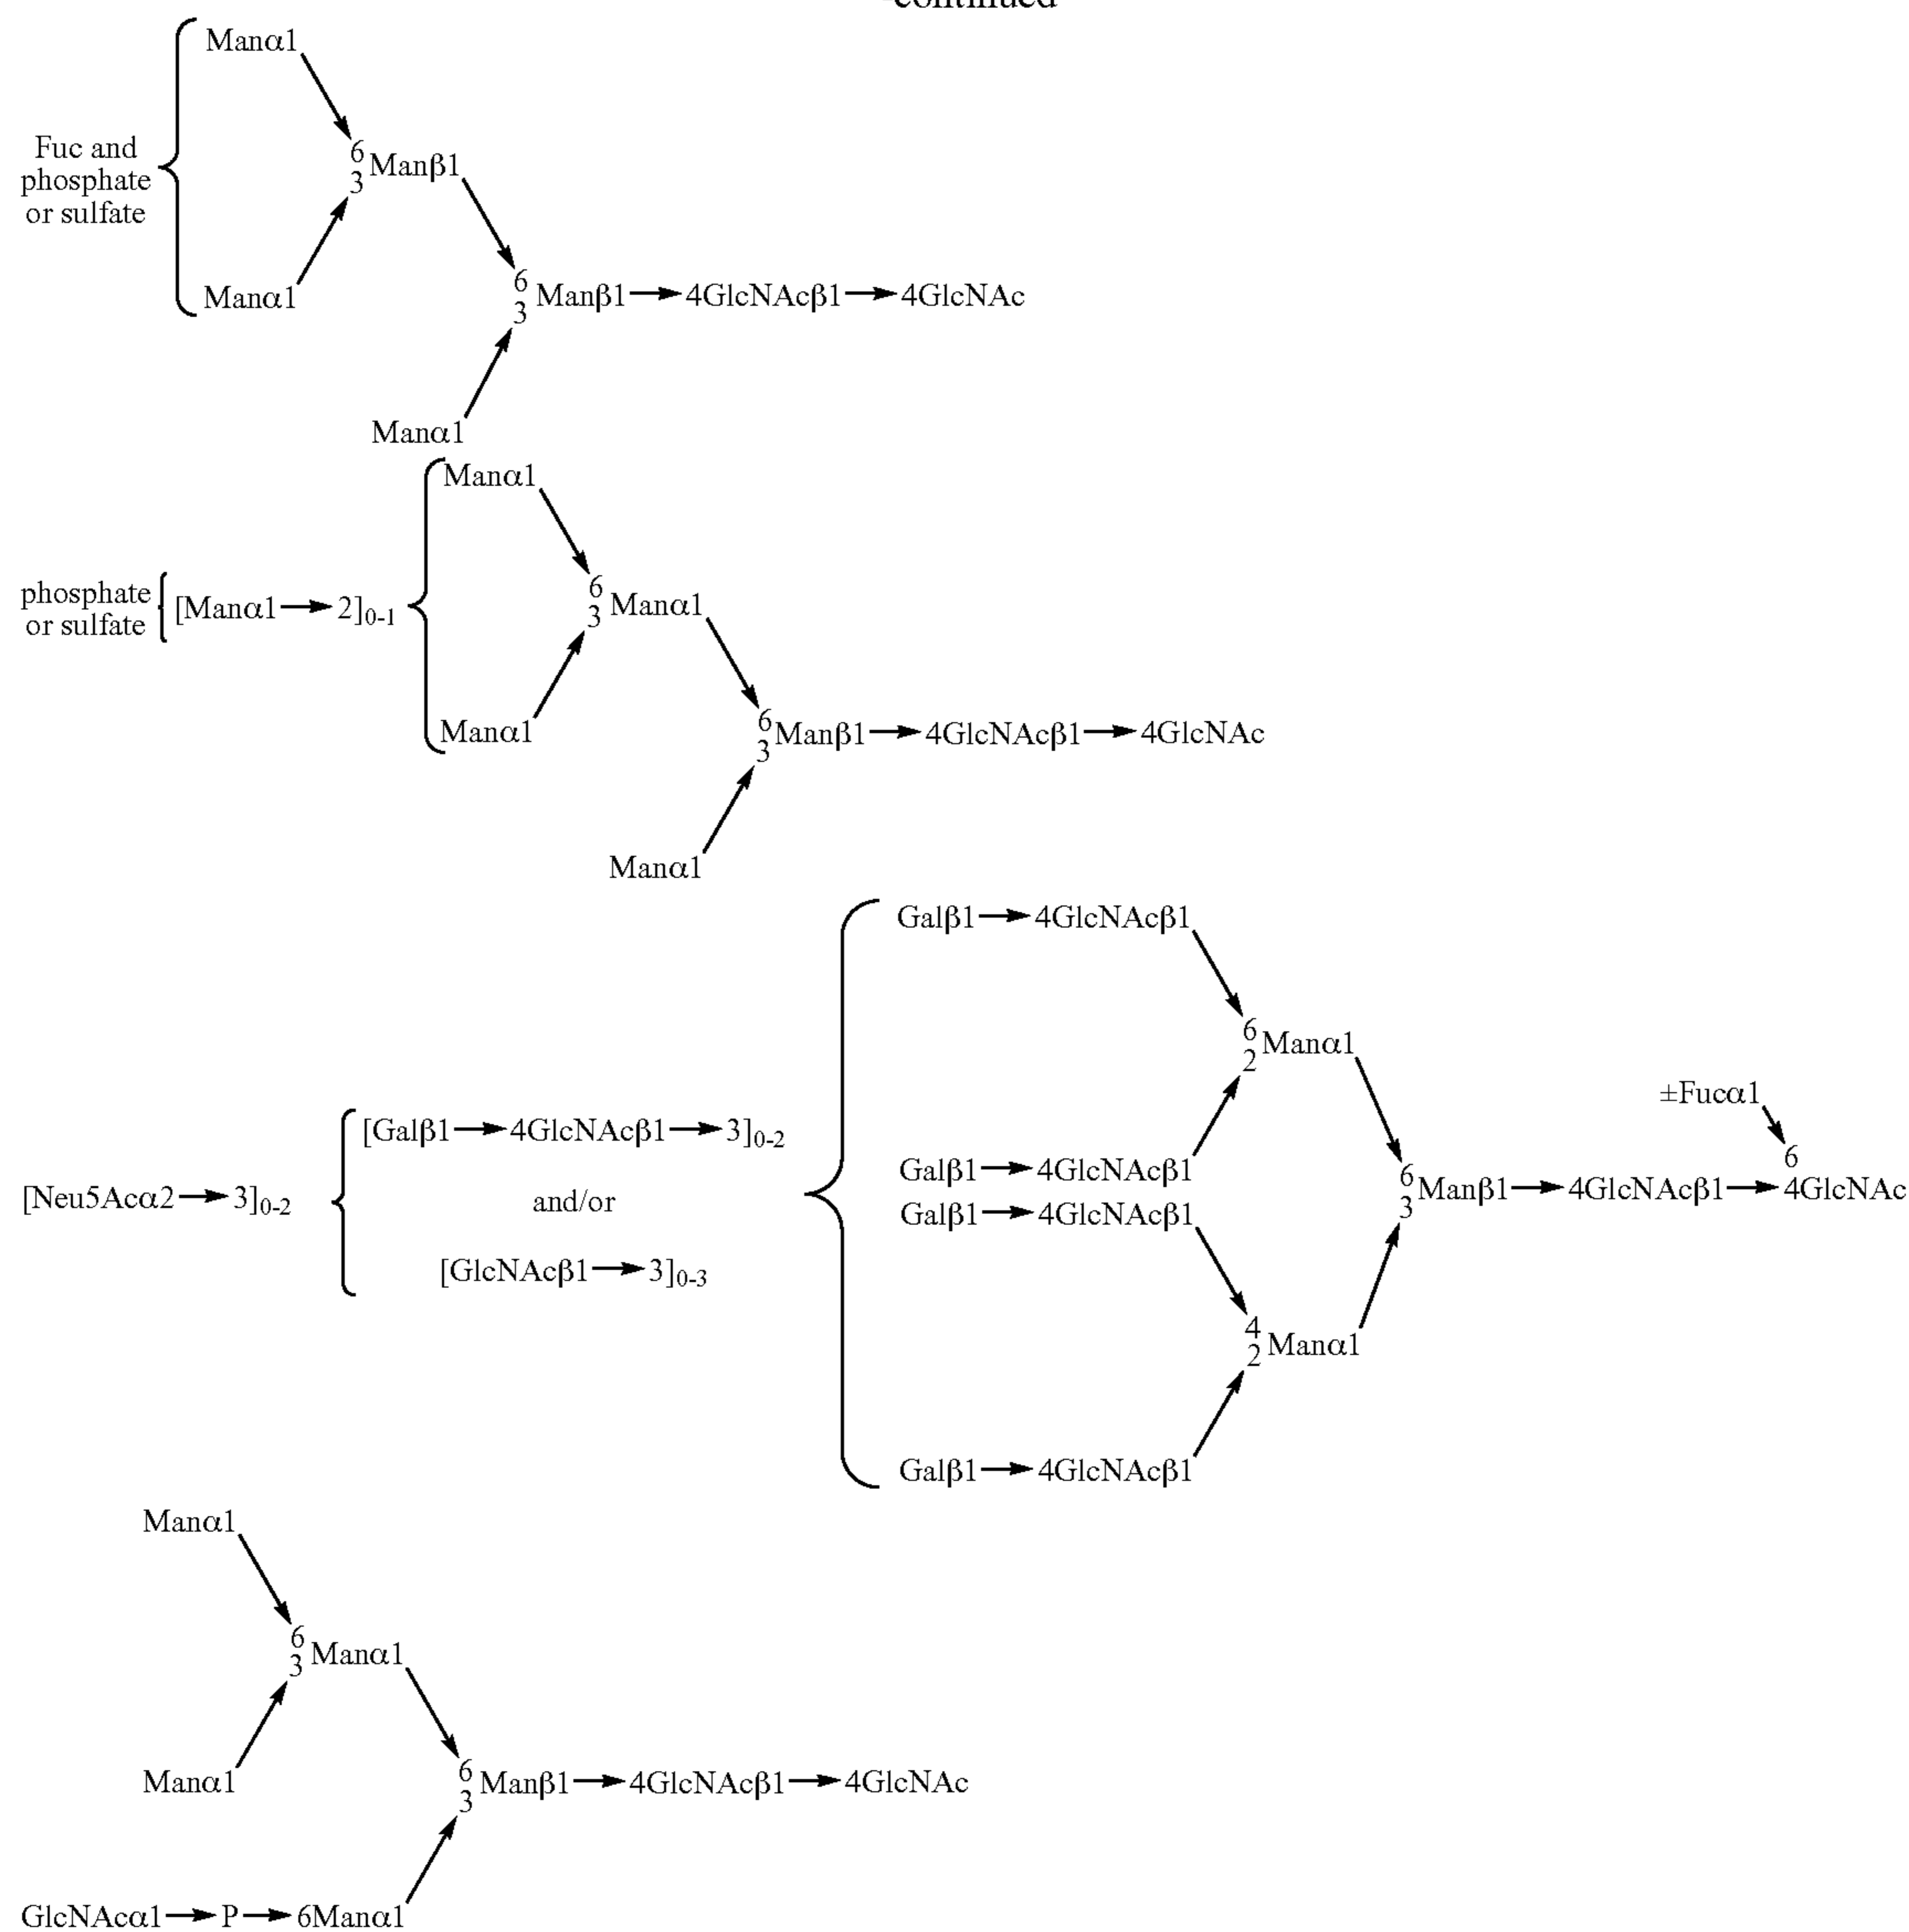 -continued
Manα1
Fuc and
phosphate
or sulfate
6
3
Manβ1
Manα1
6
3
Manβ1→4GlcNAcβ1→4GlcNAc
Manα1
Manα1
phosphate
or sulfate
[Manα1→2]0-1
6
3
Manα1
Manα1
6
3
Manβ1→4GlcNAcβ1→4GlcNAc
Manα1
Galβ1→4GlcNAcβ1
6
2
Manα1
±Fucα1
6
[Galβ1→4GlcNAcβ1→3]0-2
Galβ1→4GlcNAcβ1
[Neu5Acα2→3]0-2
and/or
Galβ1→4GlcNAcβ1
6
3
Manβ1→4GlcNAcβ1→4GlcNAc
[GlcNAcβ1→3]0-3
4
2
Manα1
Galβ1→4GlcNAcβ1
Manα1
6
3
Manα1
Manα1
6
3
Manβ1→4GlcNAcβ1→4GlcNAc
GlcNAcα1→P→6Manα1